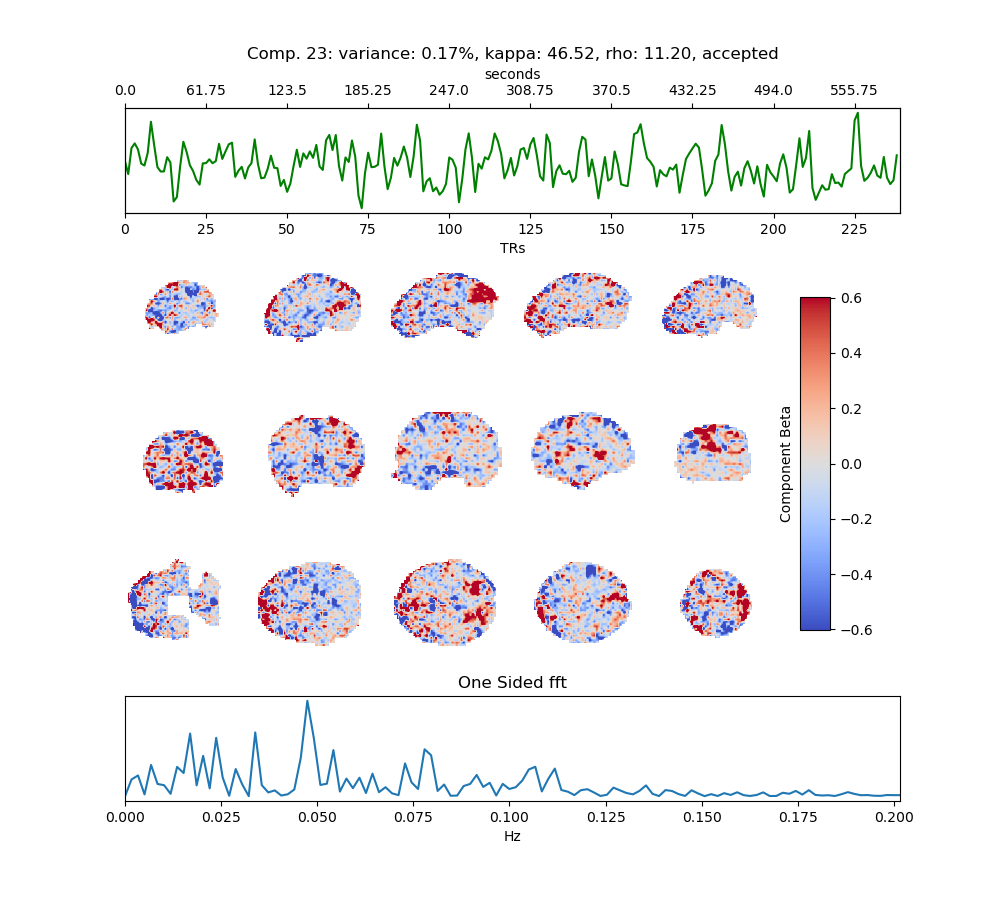 Comp. 23: variance: 0.17%, kappa: 46.52, rho: 11.20, accepted
seconds
0.0 61.75 123.5 185.25 247.0 308.75 370.5 432.25 494.0 555.75
0 25 50 75 100 125 150 175 200 225
TRs
0.6
0.4
0.2
0.0
−0.2
−0.4
−0.6
Component Beta
One Sided fft
0.000 0.025 0.050 0.075 0.100 0.125 0.150 0.175 0.200
Hz